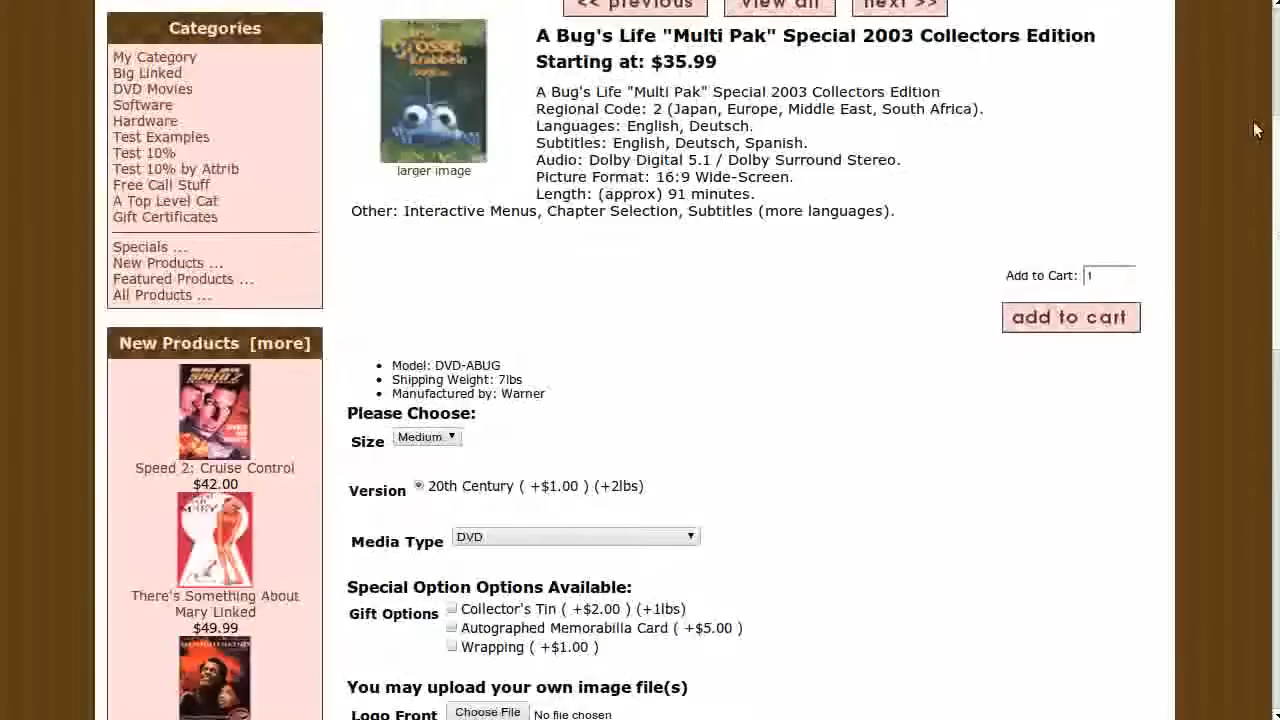 << previous
view all
next >>
Categories
My Category
Big Linked
DVD Movies
Software
Hardware
Test Examples
Test 10%
Test 10% by Attrib
Free Call Stuff
A Top Level Cat
Gift Certificates
Specials ...
New Products ...
Featured Products ...
All Products ...
New Products [more]
Speed 2: Cruise Control
$42.00
There's Something About
Mary Linked
$49.99
Grosse
Krabbeln
larger image
A Bug's Life "Multi Pak" Special 2003 Collectors Edition
Starting at: $35.99
A Bug's Life "Multi Pak" Special 2003 Collectors Edition
Regional Code: 2 (Japan, Europe, Middle East, South Africa).
Languages: English, Deutsch.
Subtitles: English, Deutsch, Spanish.
Audio: Dolby Digital 5.1 / Dolby Surround Stereo.
Picture Format: 16:9 Wide-Screen.
Length: (approx) 91 minutes.
Other: Interactive Menus, Chapter Selection, Subtitles (more languages).
Add to Cart: 1
add to cart
Model: DVD-ABUG
Shipping Weight: 7lbs
Manufactured by: Warner
Please Choose:
Size Medium
Version 20th Century ( +$1.00 ) (+2lbs)
Media Type DVD
Special Option Options Available:
Gift Options Collector's Tin ( +$2.00 ) (+1lbs)
Autographed Memorabilla Card ( +$5.00 )
Wrapping ( +$1.00 )
You may upload your own image file(s)
Logo Front Choose File No file chosen